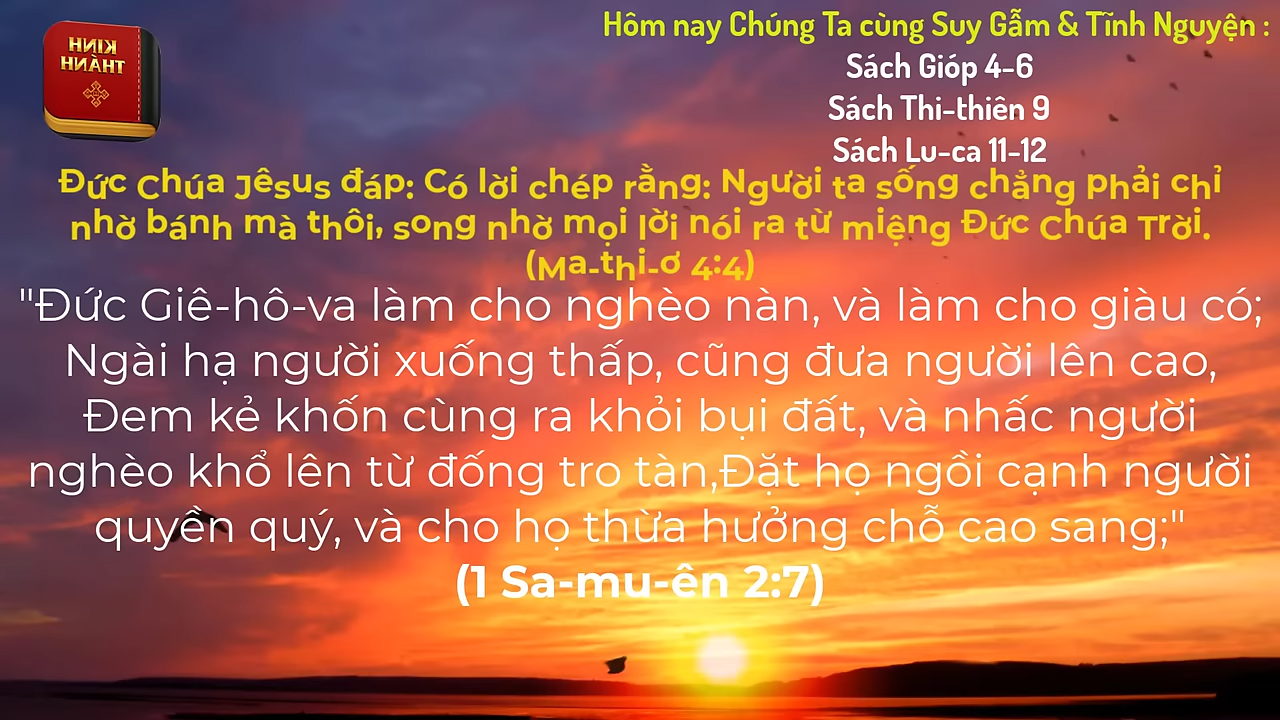 KINH
THÁNH
Hôm nay Chúng Ta cùng Suy Gẫm & Tĩnh Nguyện :
Sách Gióp 4-6
Sách Thi-thiên 9
Sách Lu-ca 11-12
Đức Chúa Jêsus đáp: Có lời chép rằng: Người ta sống chẳng phải chỉ
nhờ bánh mà thôi, song nhờ mọi lời nói ra từ miệng Đức Chúa Trời.
(Ma-thi-ơ 4:4)
"Đức Giê-hô-va làm cho nghèo nàn, và làm cho giàu có;
Ngài hạ người xuống thấp, cũng đưa người lên cao,
Đem kẻ khốn cùng ra khỏi bụi đất, và nhấc người
nghèo khổ lên từ đống tro tàn,Đặt họ ngồi cạnh người
quyền quý, và cho họ thừa hưởng chỗ cao sang;"
(1 Sa-mu-ên 2:7)